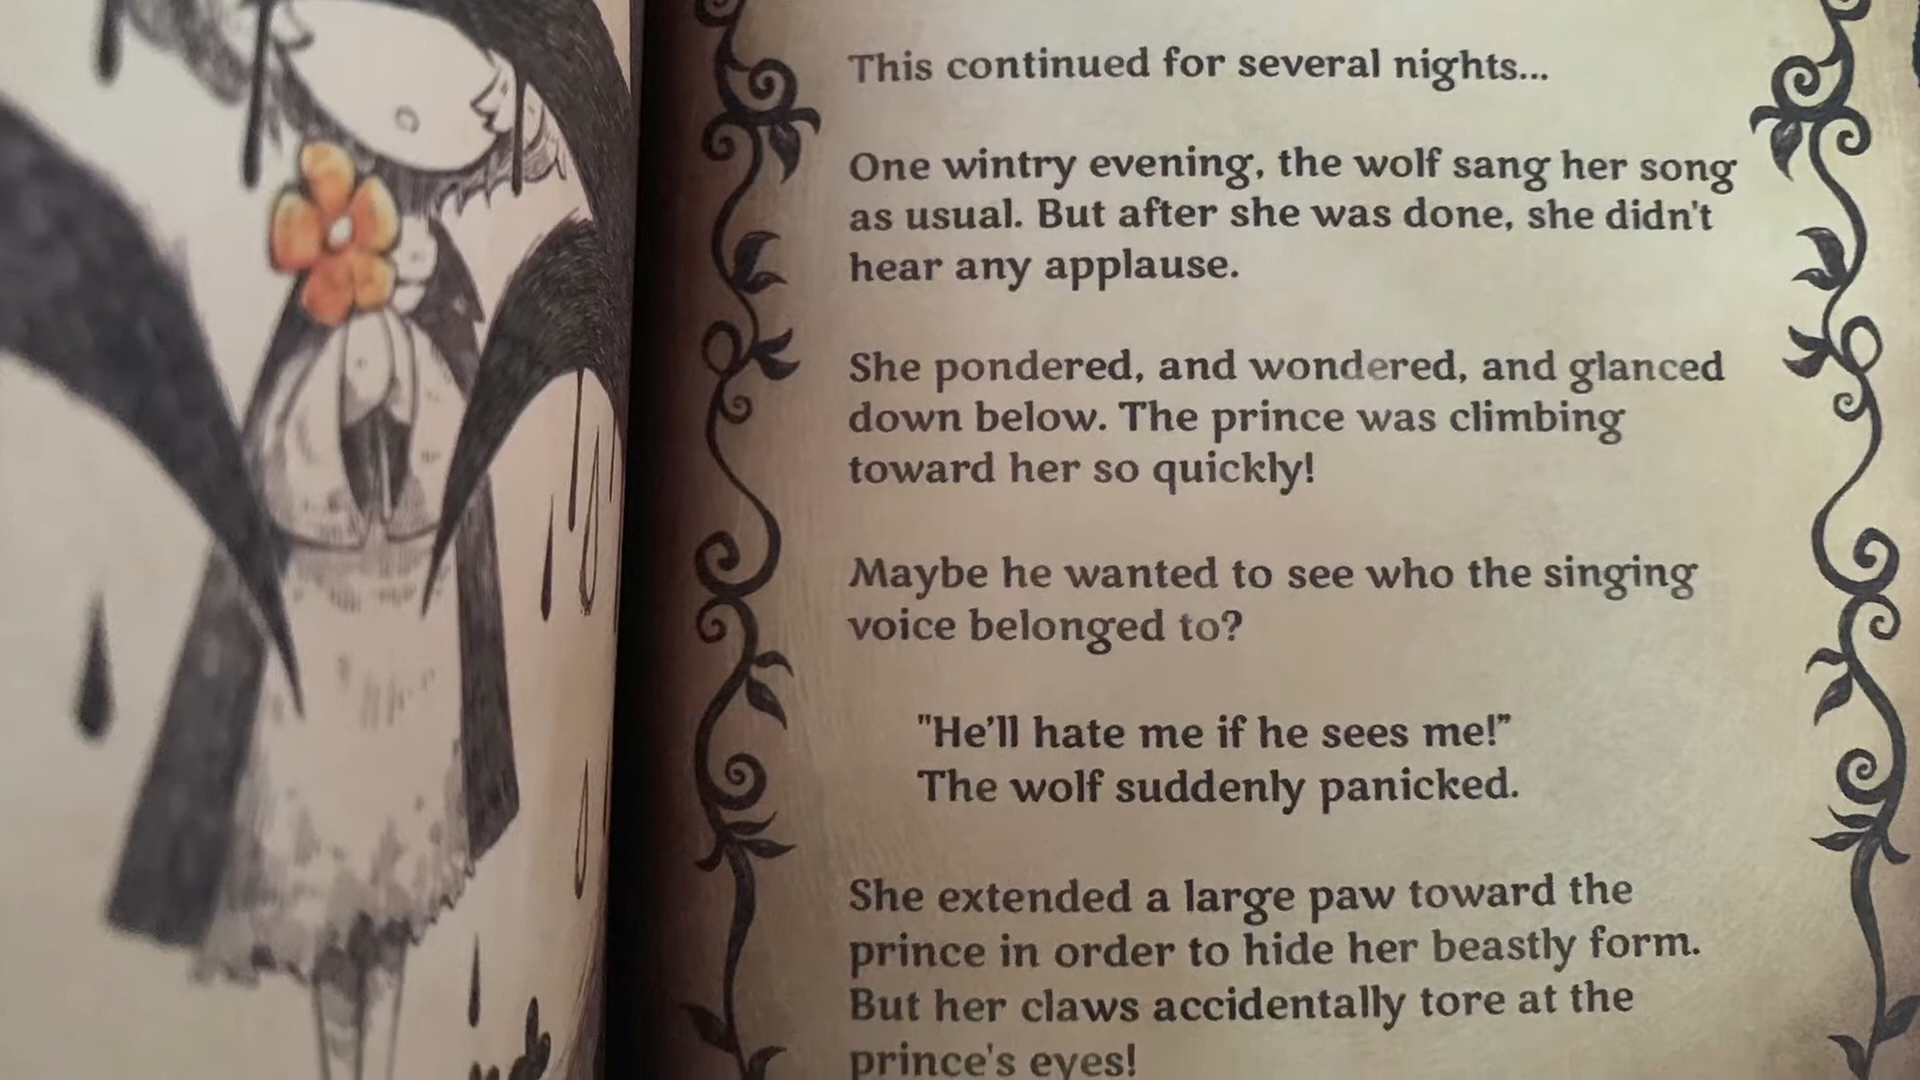 This continued for several nights...
One wintry evening, the wolf sang her song
as usual. But after she was done, she didn't
hear any applause.
She pondered, and wondered, and glanced
down below. The prince was climbing
toward her so quickly!
Maybe he wanted to see who the singing
voice belonged to?
"He’ll hate me if he sees me!”
The wolf suddenly panicked.
She extended a large paw toward the
prince in order to hide her beastly form.
But her claws accidentally tore at the
prince's eyes!